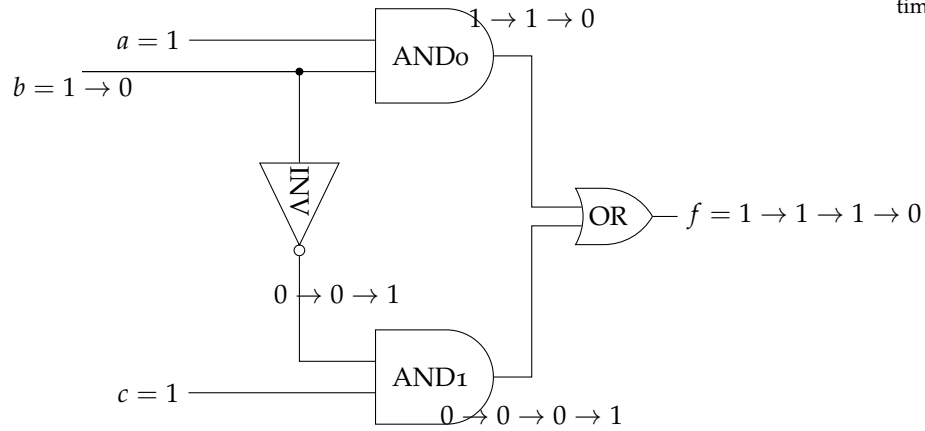 tim
1 → 1 → 0
a = 1
AND0
b = 1 → 0
INV
OR
f = 1 → 1 → 1 → 0
0 → 0 → 1
AND1
c = 1
0 → 0 → 0 → 1